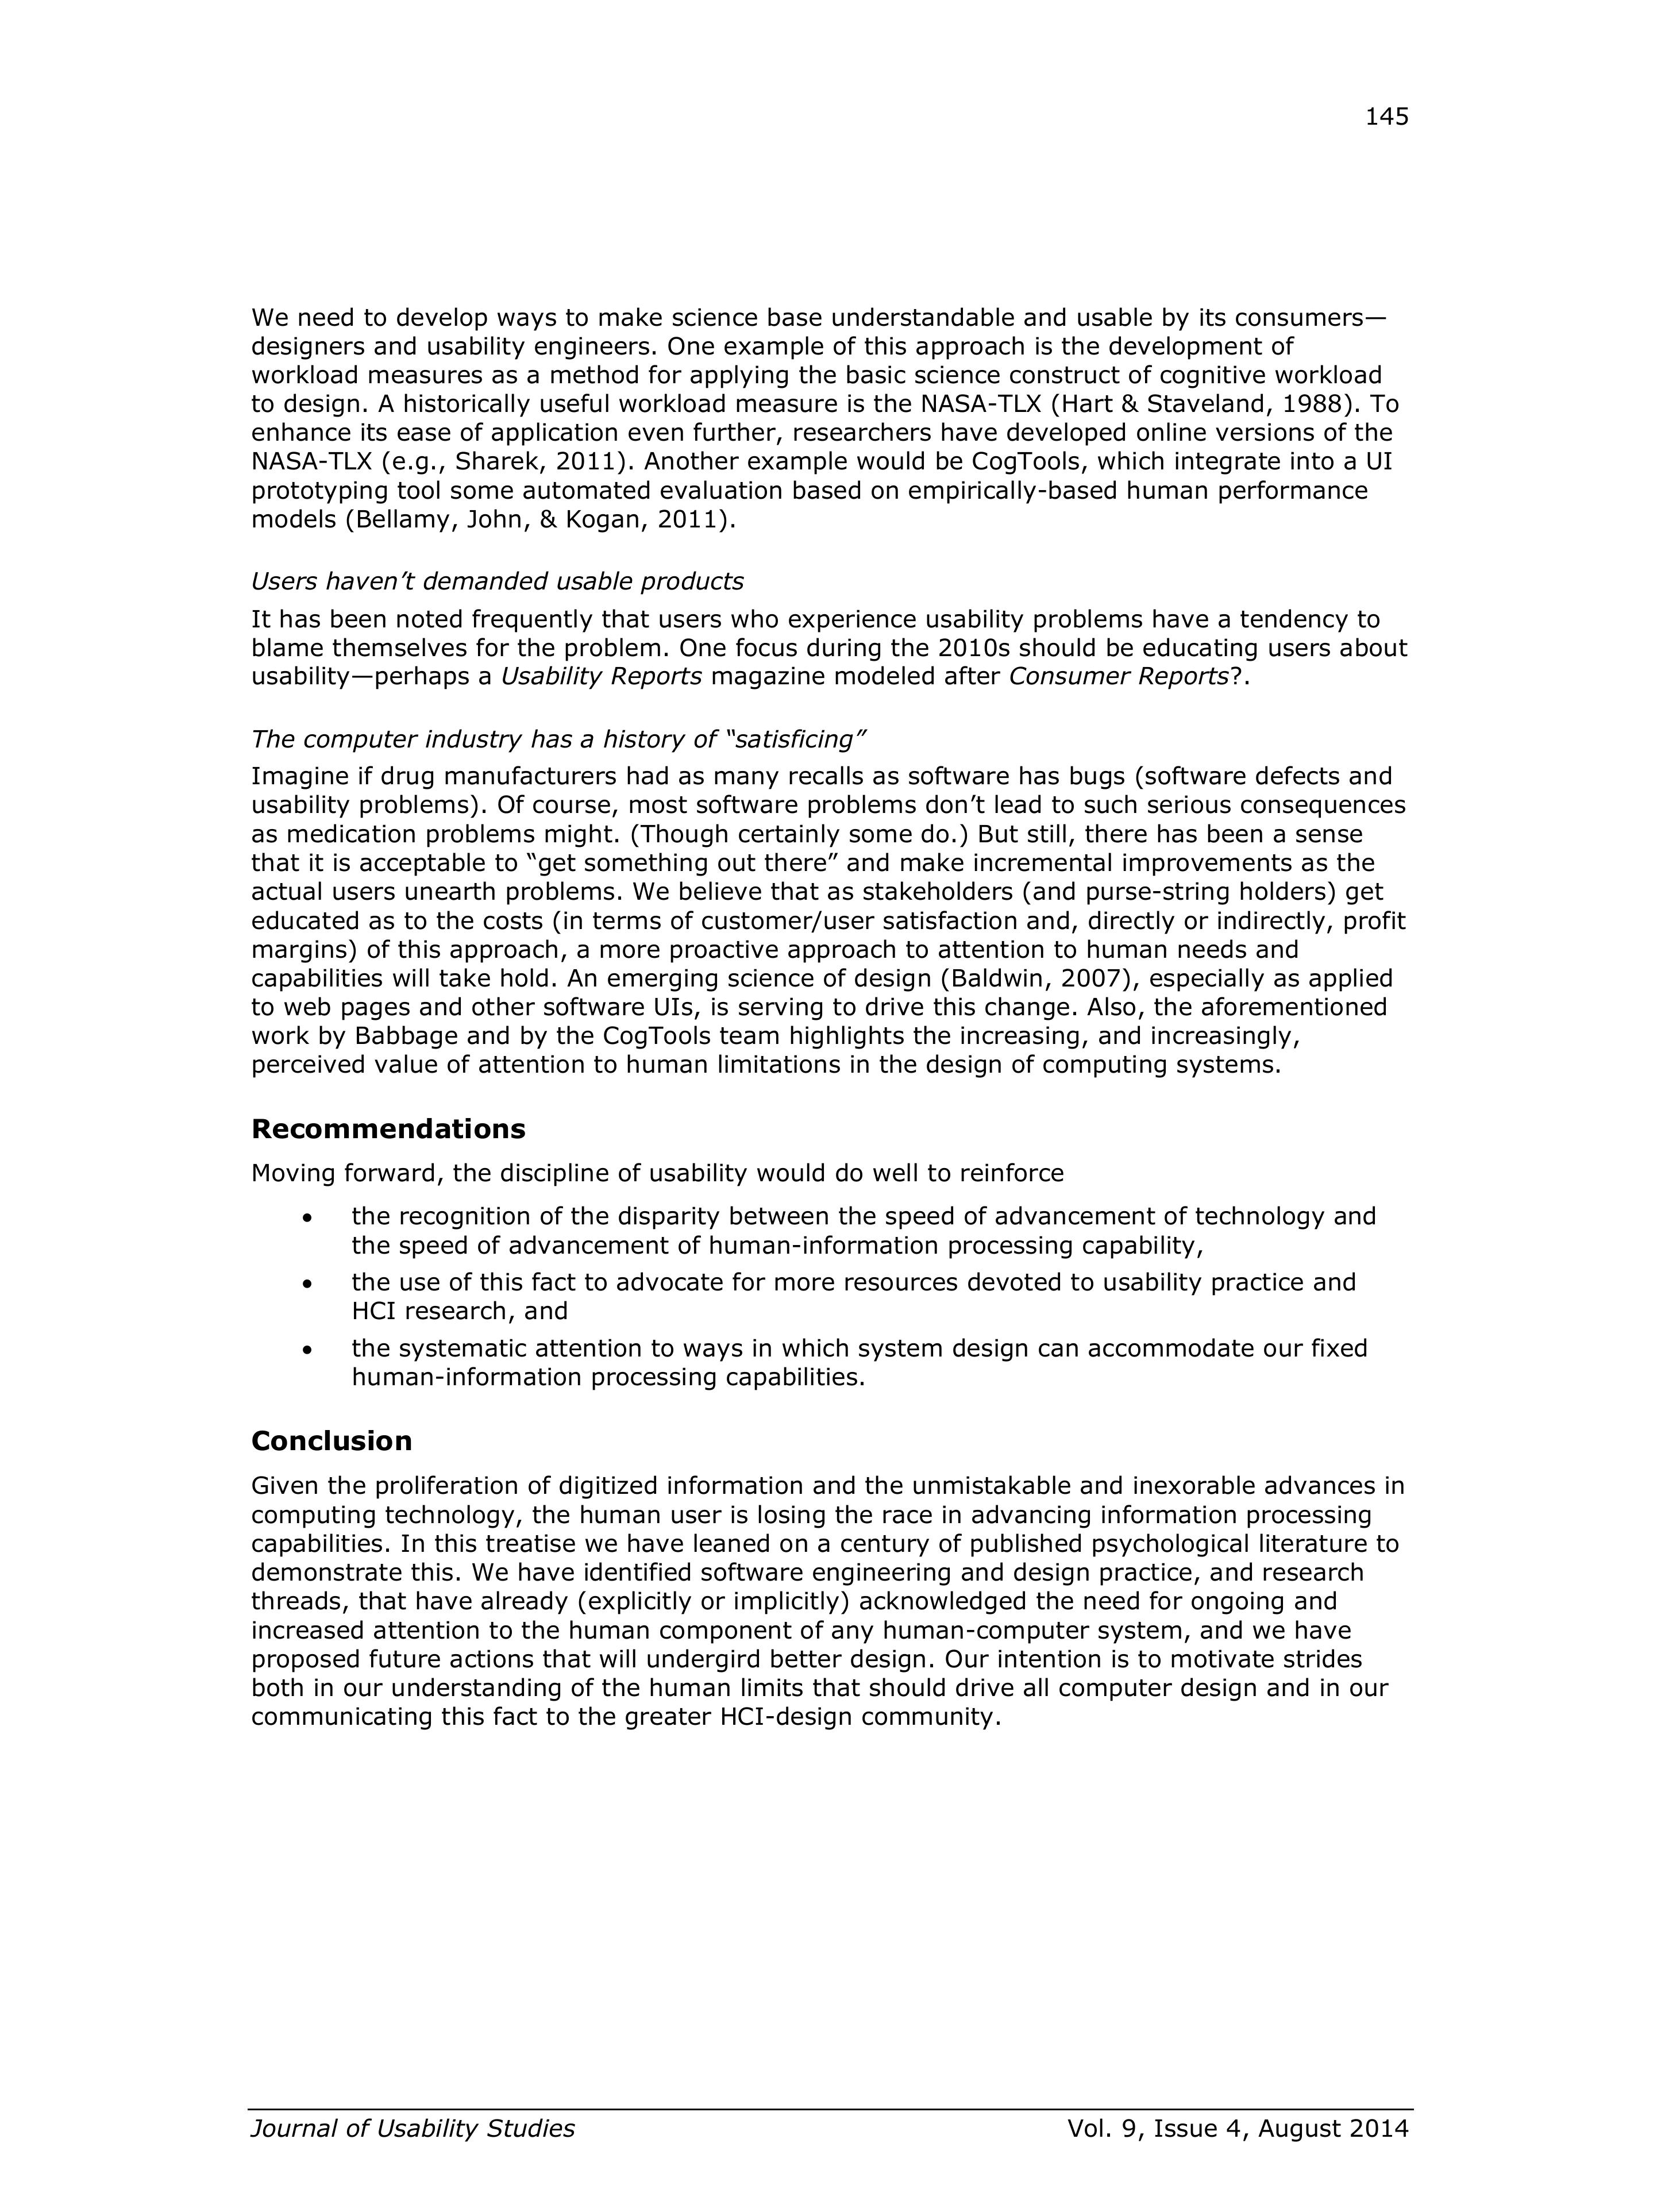 145
We need to develop ways to make science base understandable and usable by its consumers—
designers and usability engineers. One example of this approach is the development of
workload measures as a method for applying the basic science construct of cognitive workload
to design. A historically useful workload measure is the NASA-TLX (Hart & Staveland, 1988). To
enhance its ease of application even further, researchers have developed online versions of the
NASA-TLX (e.g., Sharek, 2011). Another example would be CogTools, which integrate into a UI
prototyping tool some automated evaluation based on empirically-based human performance
models (Bellamy, John, & Kogan, 2011).
Users haven’t demanded usable products
It has been noted frequently that users who experience usability problems have a tendency to
blame themselves for the problem. One focus during the 2010s should be educating users about
usability—perhaps a Usability Reports magazine modeled after Consumer Reports?.
The computer industry has a history of “satisficing”
Imagine if drug manufacturers had as many recalls as software has bugs (software defects and
usability problems). Of course, most software problems don’t lead to such serious consequences
as medication problems might. (Though certainly some do.) But still, there has been a sense
that it is acceptable to “get something out there” and make incremental improvements as the
actual users unearth problems. We believe that as stakeholders (and purse-string holders) get
educated as to the costs (in terms of customer/user satisfaction and, directly or indirectly, profit
margins) of this approach, a more proactive approach to attention to human needs and
capabilities will take hold. An emerging science of design (Baldwin, 2007), especially as applied
to web pages and other software UIs, is serving to drive this change. Also, the aforementioned
work by Babbage and by the CogTools team highlights the increasing, and increasingly,
perceived value of attention to human limitations in the design of computing systems.
Recommendations
Moving forward, the discipline of usability would do well to reinforce
• the recognition of the disparity between the speed of advancement of technology and
the speed of advancement of human-information processing capability,
• the use of this fact to advocate for more resources devoted to usability practice and
HCI research, and
• the systematic attention to ways in which system design can accommodate our fixed
human-information processing capabilities.
Conclusion
Given the proliferation of digitized information and the unmistakable and inexorable advances in
computing technology, the human user is losing the race in advancing information processing
capabilities. In this treatise we have leaned on a century of published psychological literature to
demonstrate this. We have identified software engineering and design practice, and research
threads, that have already (explicitly or implicitly) acknowledged the need for ongoing and
increased attention to the human component of any human-computer system, and we have
proposed future actions that will undergird better design. Our intention is to motivate strides
both in our understanding of the human limits that should drive all computer design and in our
communicating this fact to the greater HCI-design community.
Journal of Usability Studies Vol. 9, Issue 4, August 2014